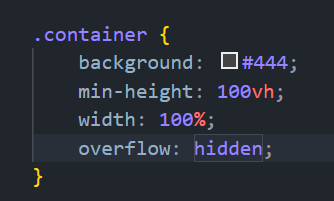 .container {
    background: #444;
    min-height: 100vh;
    width: 100%;
    overflow: hidden;
}